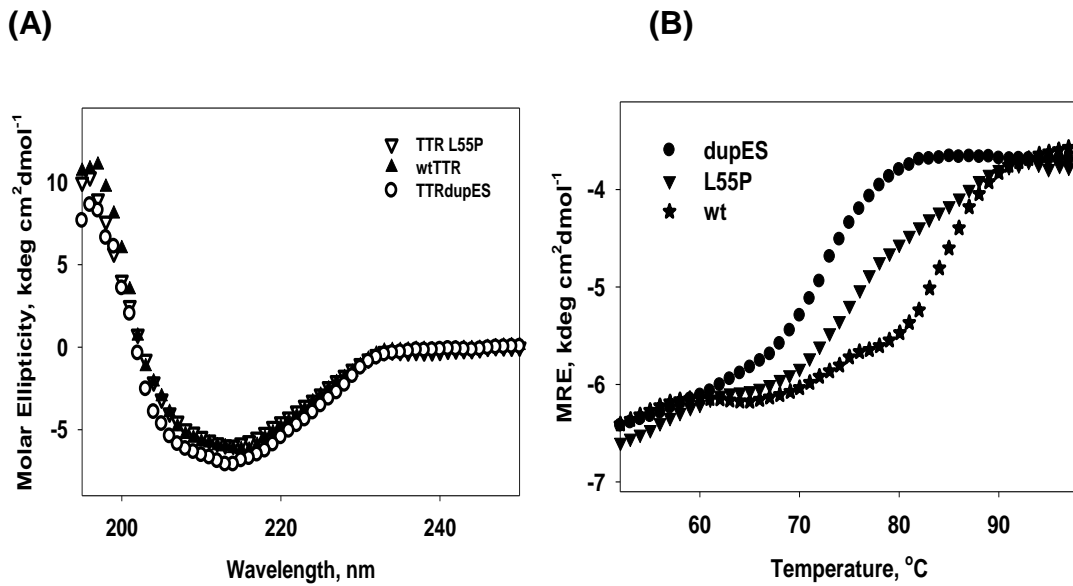 (A)
(B)
TTR L55P
wtTTR
TTRdupES
10
5
0
-5
200
220
240
Wavelength, nm
Molar Ellipticity, kdeg cm²dmol⁻¹
dupES
L55P
wt
-4
-5
-6
-7
60
70
80
90
Temperature, °C
MRE, kdeg cm²dmol⁻¹